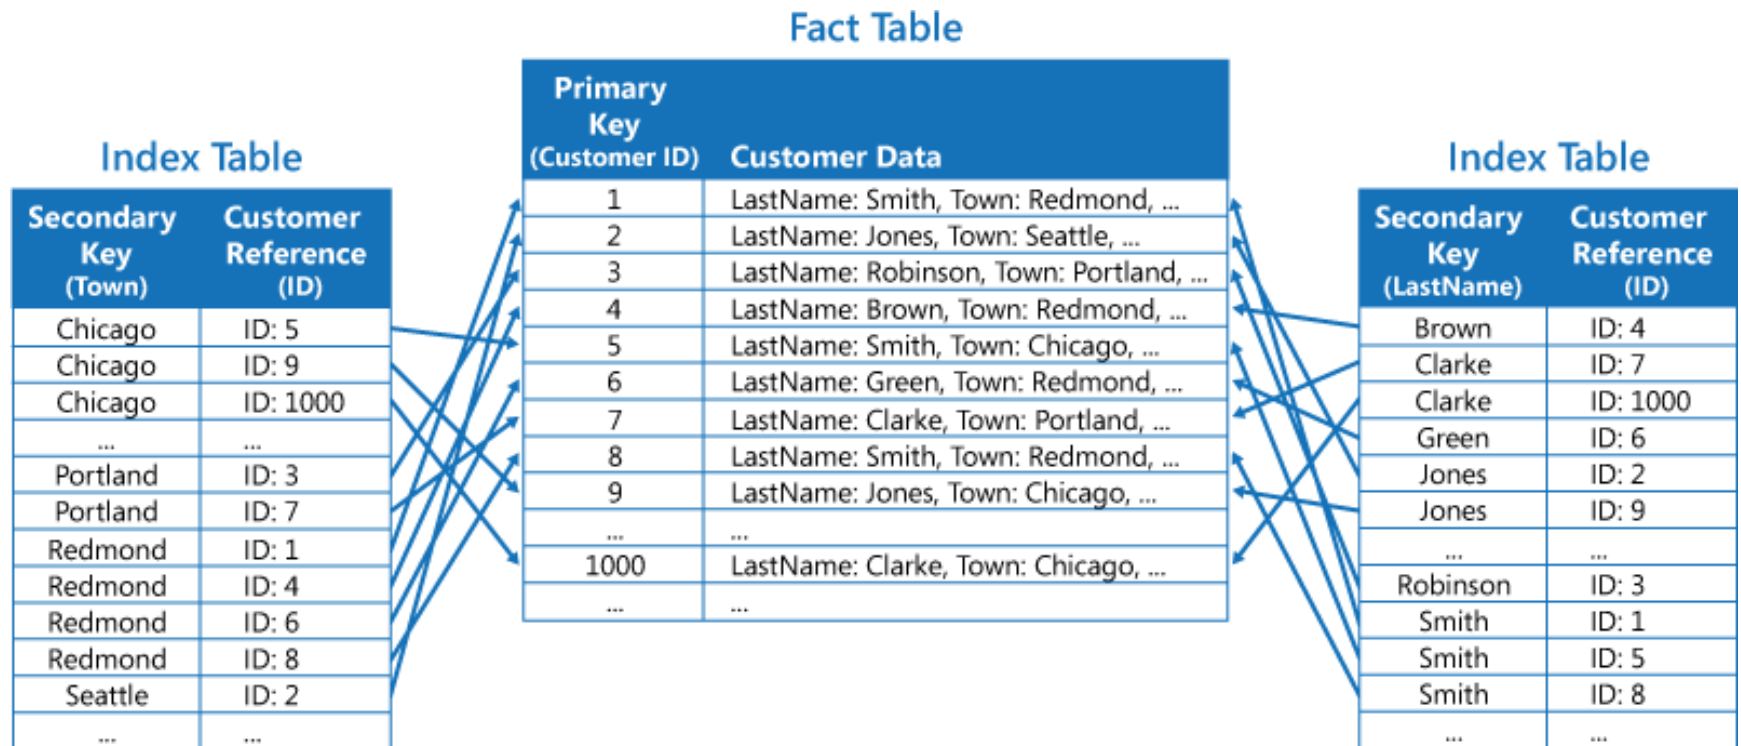 Fact Table
Index Table
Secondary Key (Town) Customer Reference (ID)
Chicago ID: 5
Chicago ID: 9
Chicago ID: 1000
... ...
Portland ID: 3
Portland ID: 7
Redmond ID: 1
Redmond ID: 4
Redmond ID: 6
Redmond ID: 8
Seattle ID: 2
... ...
Primary Key (Customer ID) Customer Data
1 LastName: Smith, Town: Redmond, ...
2 LastName: Jones, Town: Seattle, ...
3 LastName: Robinson, Town: Portland, ...
4 LastName: Brown, Town: Redmond, ...
5 LastName: Smith, Town: Chicago, ...
6 LastName: Green, Town: Redmond, ...
7 LastName: Clarke, Town: Portland, ...
8 LastName: Smith, Town: Redmond, ...
9 LastName: Jones, Town: Chicago, ...
... ...
1000 LastName: Clarke, Town: Chicago, ...
... ...
Index Table
Secondary Key (LastName) Customer Reference (ID)
Brown ID: 4
Clarke ID: 7
Clarke ID: 1000
Green ID: 6
Jones ID: 2
Jones ID: 9
... ...
Robinson ID: 3
Smith ID: 1
Smith ID: 5
Smith ID: 8
... ...